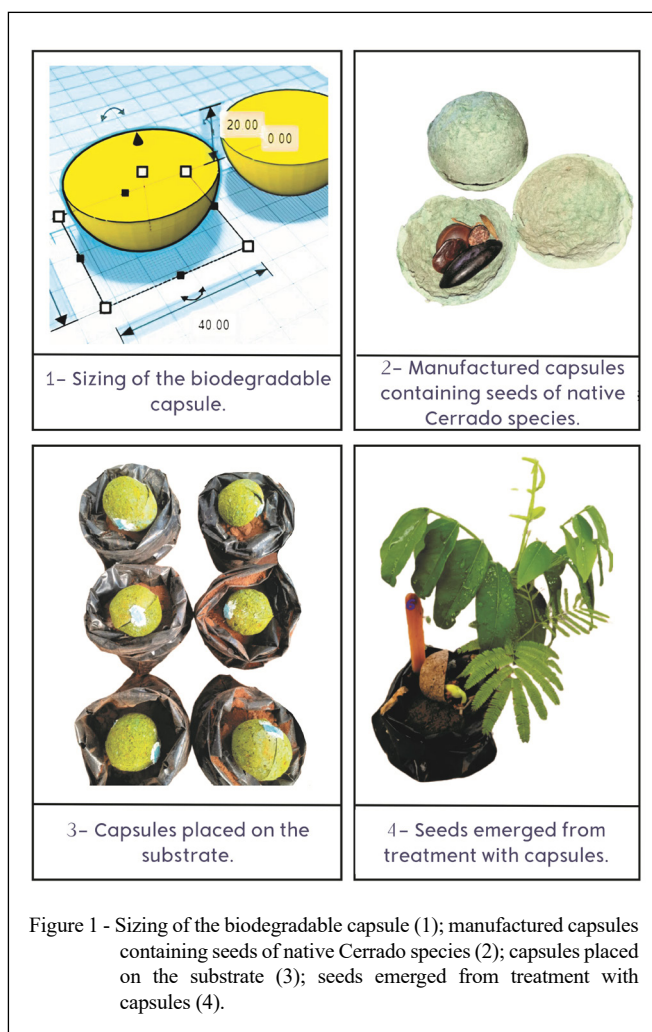 20 00
0 00
40 00
1– Sizing of the biodegradable
capsule.
2– Manufactured capsules
containing seeds of native
Cerrado species.
3– Capsules placed on the
substrate.
4– Seeds emerged from
treatment with capsules.
Figure 1 - Sizing of the biodegradable capsule (1); manufactured capsules
containing seeds of native Cerrado species (2); capsules placed
on the substrate (3); seeds emerged from treatment with
capsules (4).